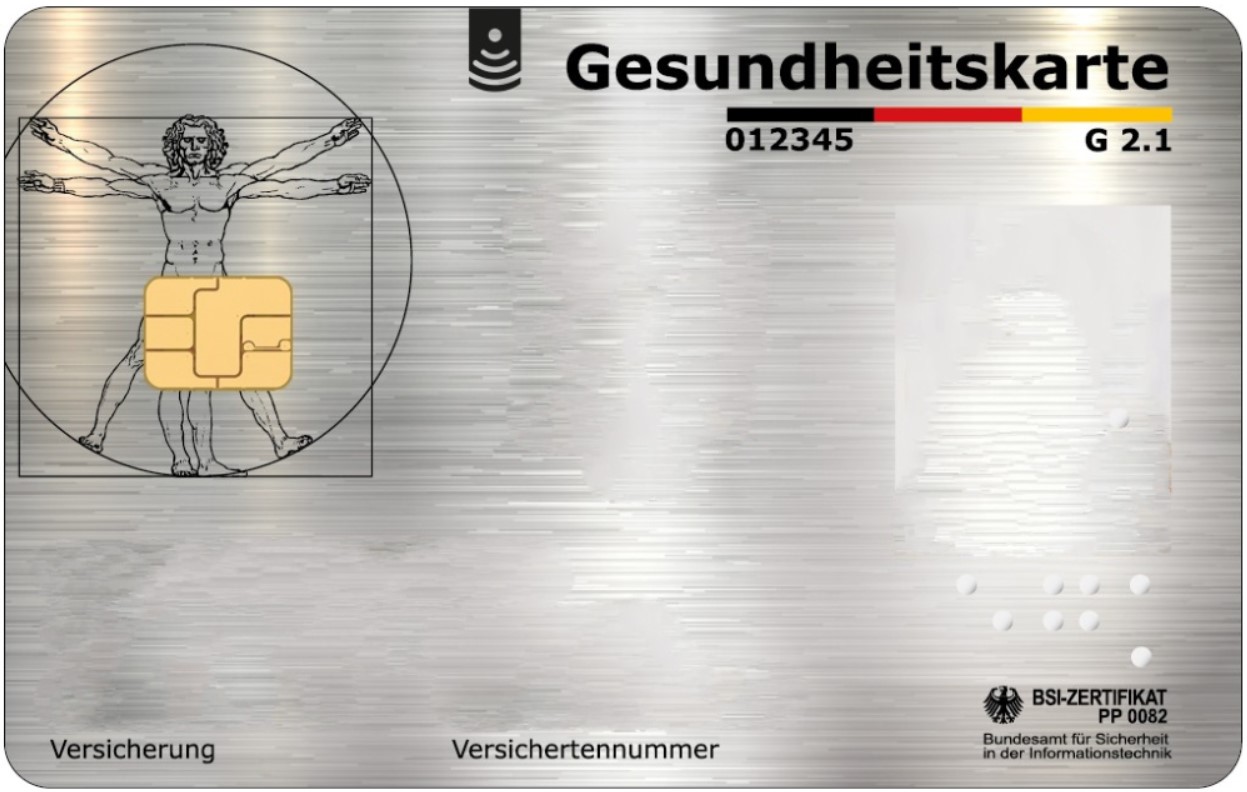 Gesundheitskarte
012345
G 2.1
BSI-ZERTIFIKAT
PP 0082
Bundesamt für Sicherheit
in der Informationstechnik
Versicherung
Versichertennummer